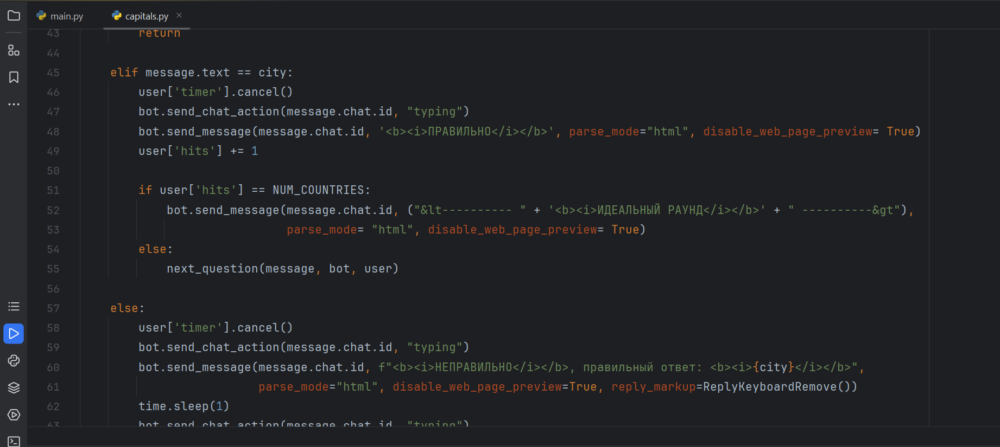 main.py capitals.py
43 return
44
45 elif message.text == city:
46 user['timer'].cancel()
47 bot.send_chat_action(message.chat.id, "typing")
48 bot.send_message(message.chat.id, '<b><i>ПРАВИЛЬНО</i></b>', parse_mode="html", disable_web_page_preview= True)
49 user['hits'] += 1
50
51 if user['hits'] == NUM_COUNTRIES:
52 bot.send_message(message.chat.id, ("&lt---------- " + '<b><i>ИДЕАЛЬНЫЙ РАУНД</i></b>' + " ----------&gt"),
53 parse_mode= "html", disable_web_page_preview= True)
54 else:
55 next_question(message, bot, user)
56
57 else:
58 user['timer'].cancel()
59 bot.send_chat_action(message.chat.id, "typing")
60 bot.send_message(message.chat.id, f"<b><i>НЕПРАВИЛЬНО</i></b>, правильный ответ: <b><i>{city}</i></b>",
61 parse_mode="html", disable_web_page_preview=True, reply_markup=ReplyKeyboardRemove())
62 time.sleep(1)
63 bot.send_chat_action(message.chat.id, "typing")